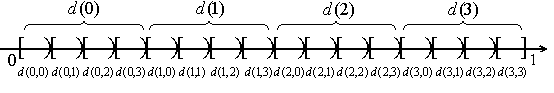 d(0) d(1) d(2) d(3)
0 1
d(0,0) d(0,1) d(0,2) d(0,3) d(1,0) d(1,1) d(1,2) d(1,3) d(2,0) d(2,1) d(2,2) d(2,3) d(3,0) d(3,1) d(3,2) d(3,3)